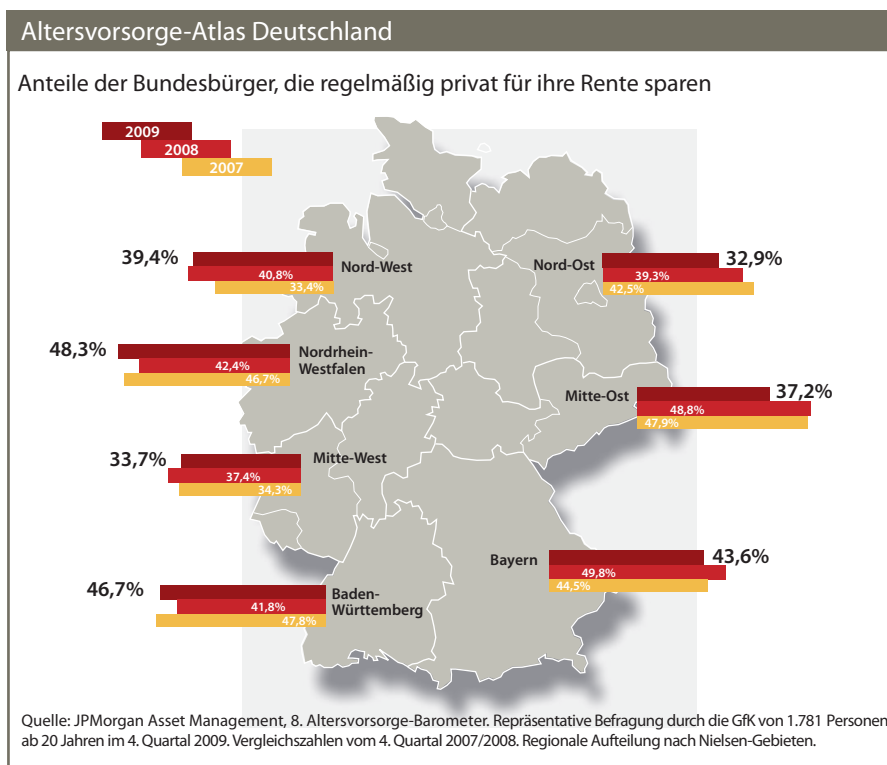 Altersvorsorge-Atlas Deutschland
Anteile der Bundesbürger, die regelmäßig privat für ihre Rente sparen
2009
2008
2007
39,4%
40,8%
33,4%
Nord-West
Nord-Ost
32,9%
39,3%
42,5%
48,3%
42,4%
46,7%
Nordrhein-
Westfalen
Mitte-Ost
37,2%
48,8%
47,9%
33,7%
37,4%
34,3%
Mitte-West
Bayern
43,6%
49,8%
44,5%
46,7%
41,8%
47,8%
Baden-
Württemberg
Quelle: JPMorgan Asset Management, 8. Altersvorsorge-Barometer. Repräsentative Befragung durch die GfK von 1.781 Personen
ab 20 Jahren im 4. Quartal 2009. Vergleichszahlen vom 4. Quartal 2007/2008. Regionale Aufteilung nach Nielsen-Gebieten.